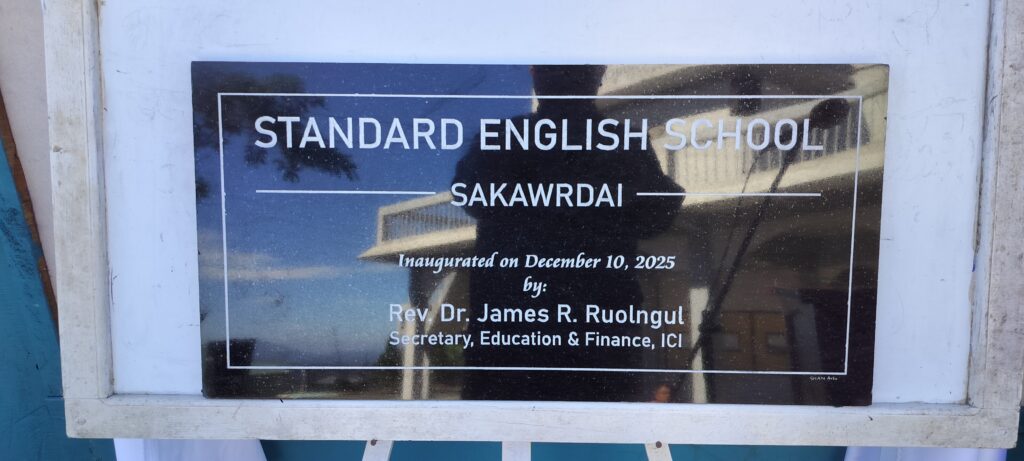 STANDARD ENGLISH SCHOOL
SAKAWRDAI
Inaugurated on December 10, 2025
by:
Rev. Dr. James R. Ruolngul
Secretary, Education & Finance, ICI